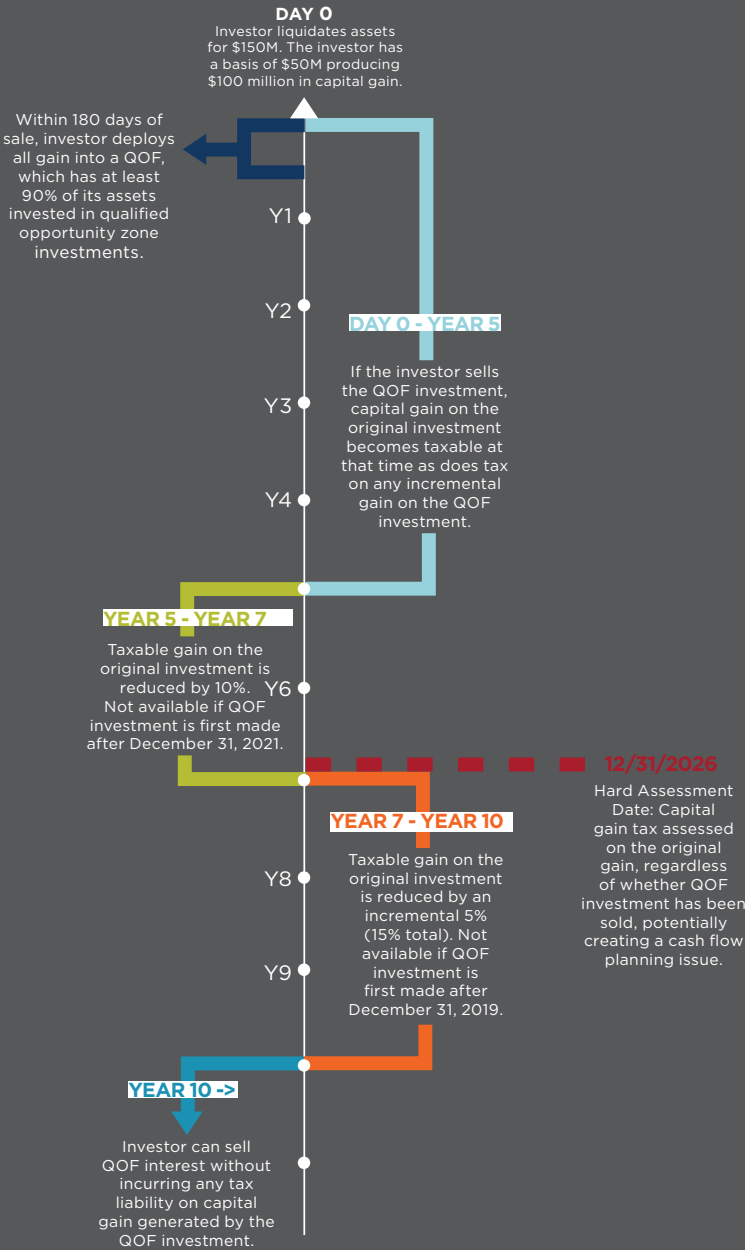 DAY 0
Investor liquidates assets
for $150M. The investor has
a basis of $50M producing
$100 million in capital gain.
Within 180 days of
sale, investor deploys
all gain into a QOF,
which has at least
90% of its assets
invested in qualified
opportunity zone
investments.
Y1
Y2
DAY 0 - YEAR 5
If the investor sells
the QOF investment,
capital gain on the
original investment
becomes taxable at
that time as does tax
on any incremental
gain on the QOF
investment.
Y3
Y4
YEAR 5 - YEAR 7
Taxable gain on the
original investment is
reduced by 10%.
Not available if QOF
investment is first made
after December 31, 2021.
Y6
12/31/2026
Hard Assessment
Date: Capital
gain tax assessed
on the original
gain, regardless
of whether QOF
investment has been
sold, potentially
creating a cash flow
planning issue.
YEAR 7 - YEAR 10
Taxable gain on the
original investment
is reduced by an
incremental 5%
(15% total). Not
available if QOF
investment is
first made after
December 31, 2019.
Y8
Y9
YEAR 10 ->
Investor can sell
QOF interest without
incurring any tax
liability on capital
gain generated by the
QOF investment.